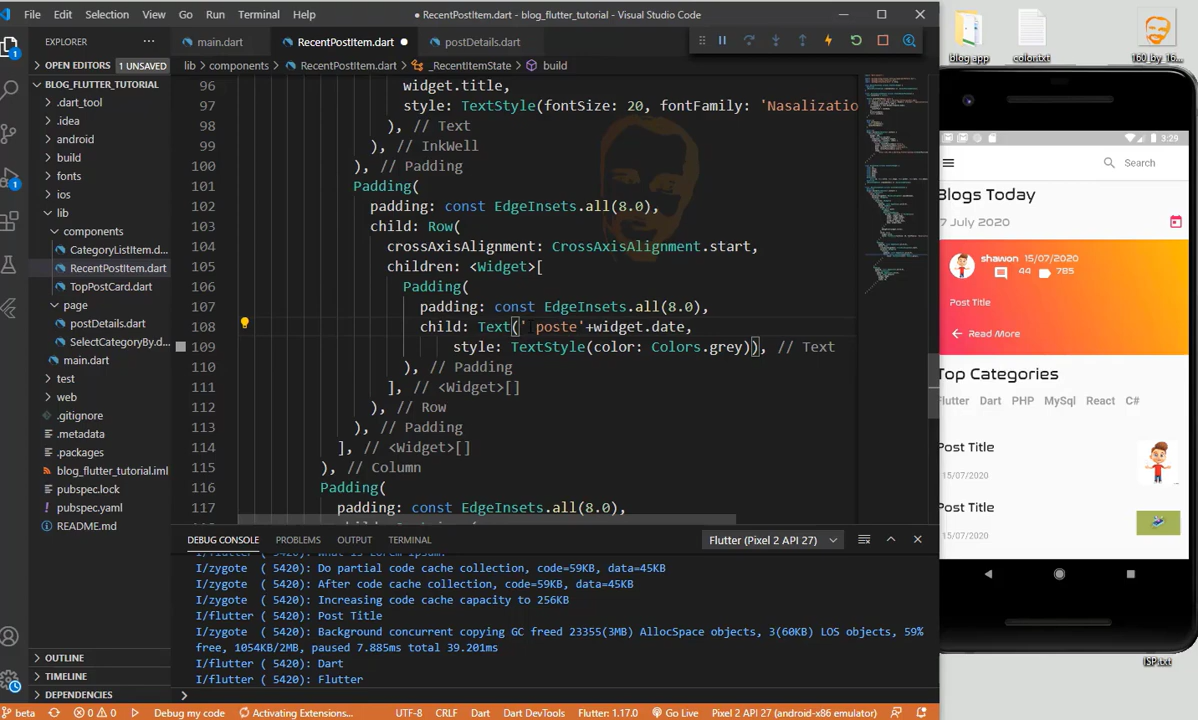 File Edit Selection View Go Run Terminal Help ● RecentPostItem.dart - blog_flutter_tutorial - Visual Studio Code
EXPLORER
main.dart RecentPostItem.dart postDetails.dart
OPEN EDITORS 1 UNSAVED
lib > components > RecentPostItem.dart > _RecentItemState > build
BLOG_FLUTTER_TUTORIAL
.dart_tool
.idea
android
build
fonts
ios
lib
components
CategoryListItem.d...
RecentPostItem.dart
TopPostCard.dart
page
postDetails.dart
SelectCategoryBy.d...
main.dart
test
web
.gitignore
.metadata
.packages
blog_flutter_tutorial.iml
pubspec.lock
pubspec.yaml
README.md
OUTLINE
TIMELINE
DEPENDENCIES
96 widget.title,
97 style: TextStyle(fontSize: 20, fontFamily: 'Nasalizatio
98 ), // Text
99 ), // InkWell
100 ), // Padding
101 Padding(
102 padding: const EdgeInsets.all(8.0),
103 child: Row(
104 crossAxisAlignment: CrossAxisAlignment.start,
105 children: <Widget>[
106 Padding(
107 padding: const EdgeInsets.all(8.0),
108 child: Text(' poste'+widget.date,
109 style: TextStyle(color: Colors.grey)), // Text
110 ), // Padding
111 ], // <Widget>[]
112 ), // Row
113 ), // Padding
114 ], // <Widget>[]
115 ), // Column
116 Padding(
117 padding: const EdgeInsets.all(8.0),
DEBUG CONSOLE PROBLEMS OUTPUT TERMINAL Flutter (Pixel 2 API 27)
I/zygote ( 5420): Do partial code cache collection, code=59KB, data=45KB
I/zygote ( 5420): After code cache collection, code=59KB, data=45KB
I/zygote ( 5420): Increasing code cache capacity to 256KB
I/flutter ( 5420): Post Title
I/zygote ( 5420): Background concurrent copying GC freed 23355(3MB) AllocSpace objects, 3(60KB) LOS objects, 59%
free, 1054KB/2MB, paused 7.885ms total 39.201ms
I/flutter ( 5420): Dart
I/flutter ( 5420): Flutter
beta 0 0 Debug my code Activating Extensions... UTF-8 CRLF Dart Dart DevTools Flutter: 1.17.0 Go Live Pixel 2 API 27 (android-x86 emulator)
blog app color.txt 160 by 16...
3:29
Search
Blogs Today
7 July 2020
shawon 15/07/2020
44 785
Post Title
Read More
Top Categories
Flutter Dart PHP MySql React C#
Post Title
15/07/2020
Post Title
15/07/2020
ISP.txt